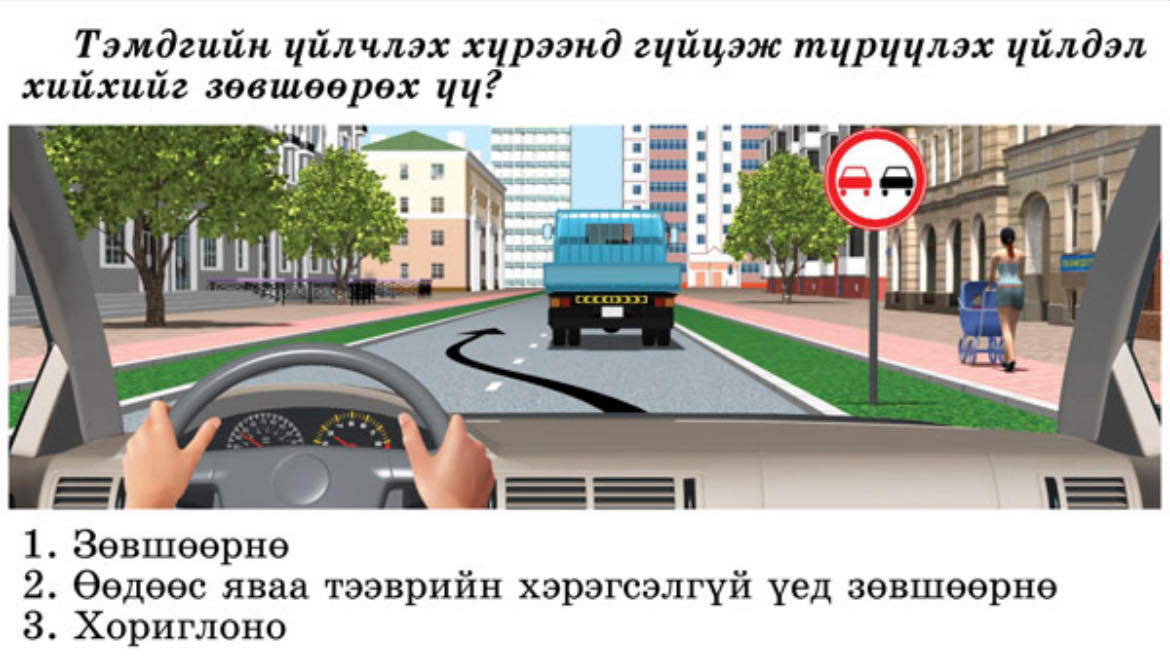 Тэмдгийн үйлчлэх хүрээнд гүйцэж түрүүлэх үйлдэл
хийхийг зөвшөөрөх үү?
1. Зөвшөөрнө
2. Өөдөөс яваа тээврийн хэрэгсэлгүй үед зөвшөөрнө
3. Хориглоно